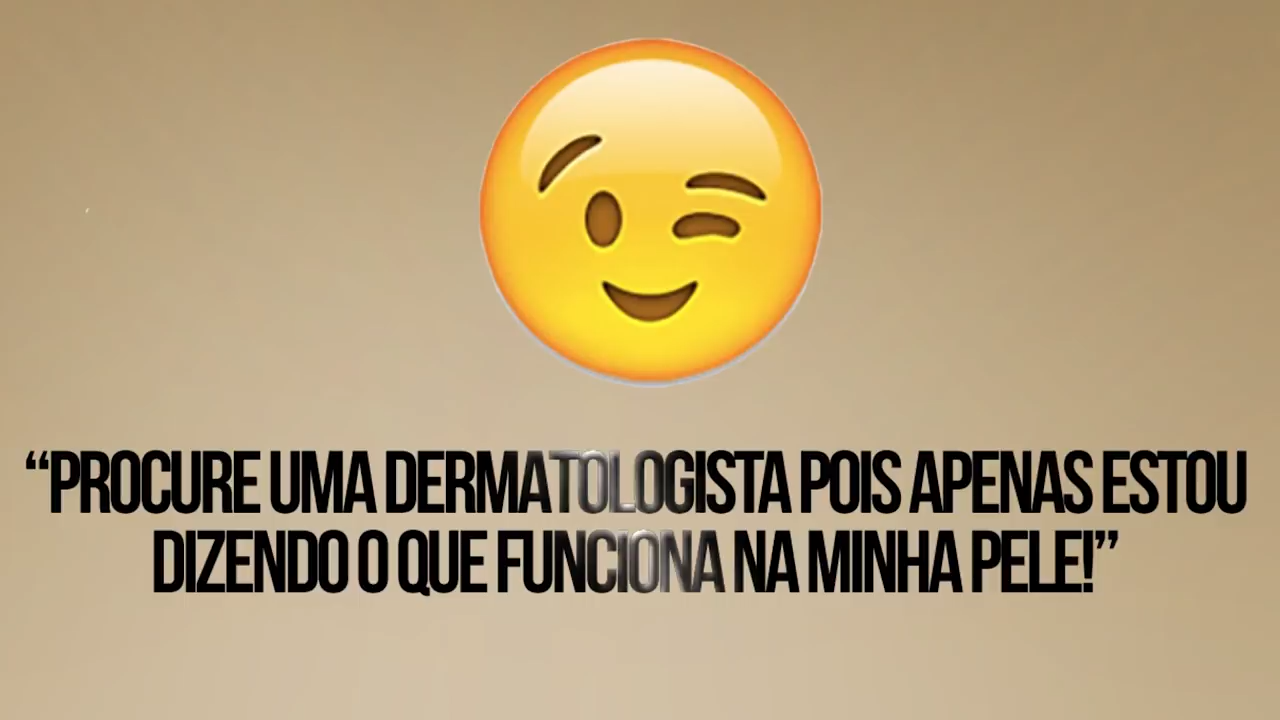 “PROCURE UMA DERMATOLOGISTA POIS APENAS ESTOU
DIZENDO O QUE FUNCIONA NA MINHA PELE!”